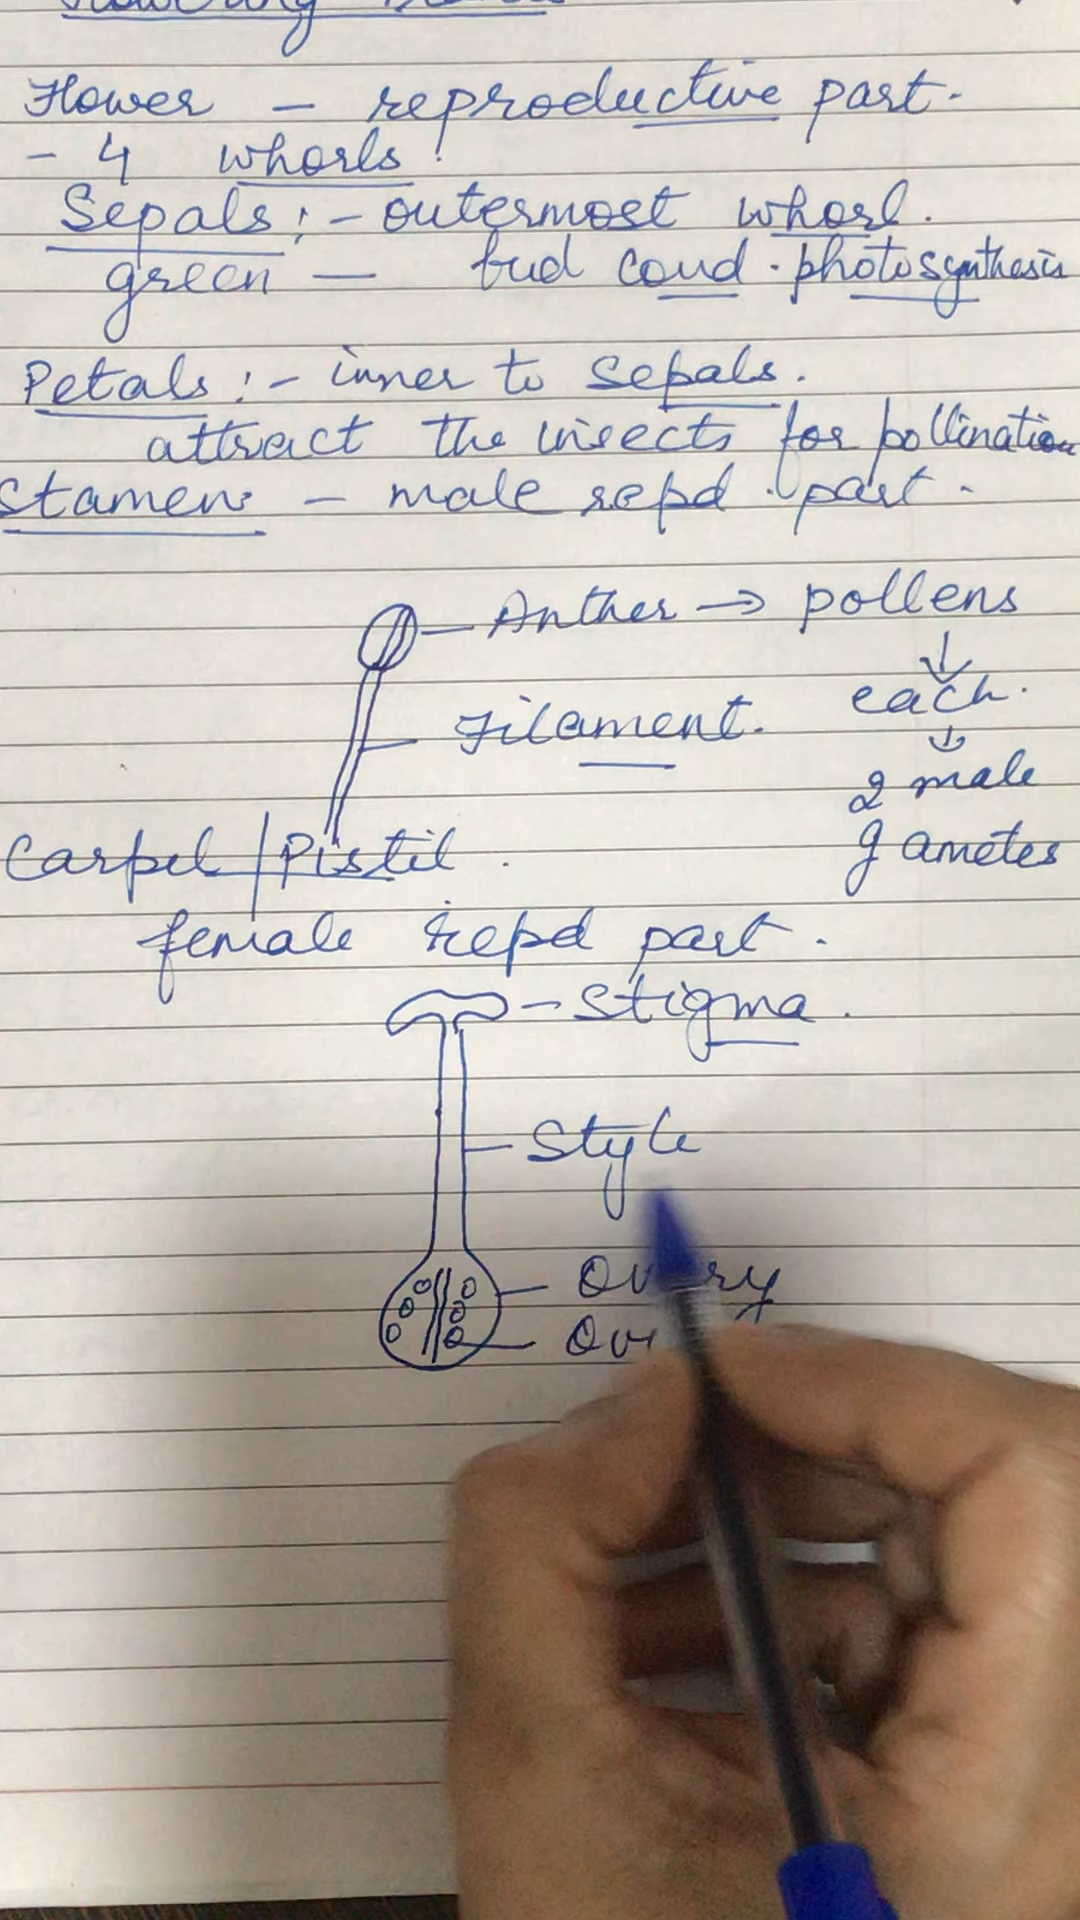 Flowering
Flower - reproductive part.
- 4 whorls :
Sepals :- outermost whorl.
green - bud cond. photosynthesis
Petals :- inner to sepals.
attract the insects for pollination
Stamen - male repd. part.
Anther → pollens
↓
each.
Filament.
↓
2 male
gametes
Carpel / Pistil.
female repd part.
- Stigma.
- Style
- Ovary